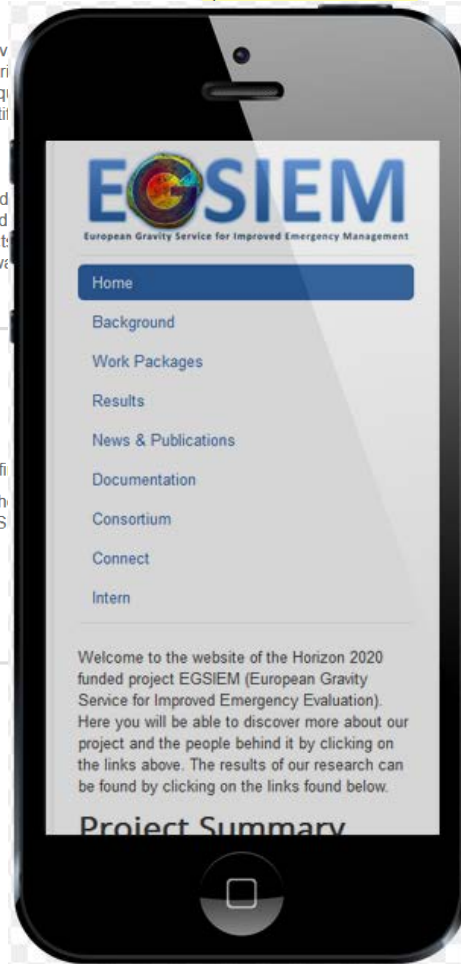 EGSIEM
European Gravity Service for Improved Emergency Management
Home
Background
Work Packages
Results
News & Publications
Documentation
Consortium
Connect
Intern
Welcome to the website of the Horizon 2020
funded project EGSIEM (European Gravity
Service for Improved Emergency Evaluation).
Here you will be able to discover more about our
project and the people behind it by clicking on
the links above. The results of our research can
be found by clicking on the links found below.
Project Summary